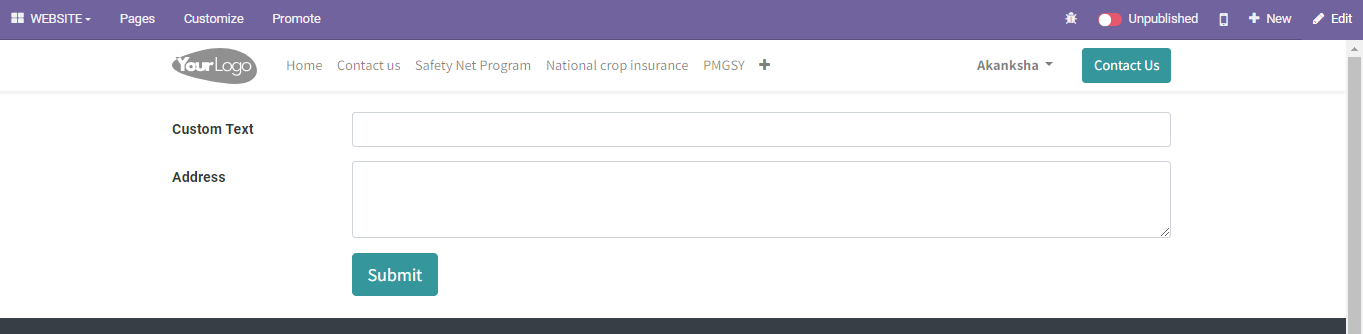 WEBSITE Pages Customize Promote Unpublished New Edit
YourLogo Home Contact us Safety Net Program National crop insurance PMGSY Akanksha Contact Us
Custom Text
Address
Submit